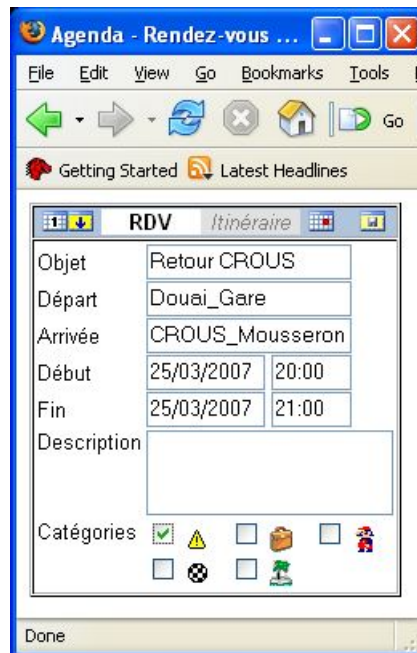 Agenda - Rendez-vous ...
File Edit View Go Bookmarks Tools
Go
Getting Started Latest Headlines
1 RDV Itinéraire
Objet Retour CROUS
Départ Douai_Gare
Arrivée CROUS_Mousseron
Début 25/03/2007 20:00
Fin 25/03/2007 21:00
Description
Catégories
Done